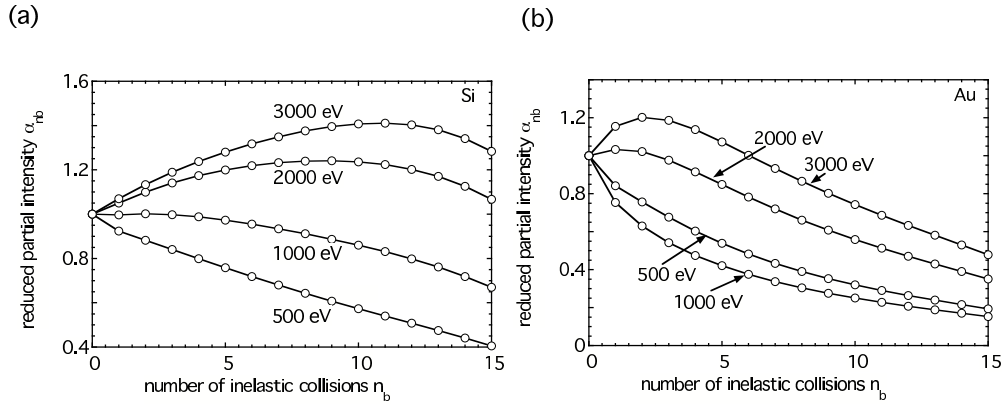 (a)
(b)
1.6
1.2
1.0
0.8
0.4
reduced partial intensity α_nb
Si
3000 eV
2000 eV
1000 eV
500 eV
0
5
10
15
number of inelastic collisions n_b
1.2
0.8
0.4
0
reduced partial intensity α_nb
Au
2000 eV
3000 eV
500 eV
1000 eV
0
5
10
15
number of inelastic collisions n_b